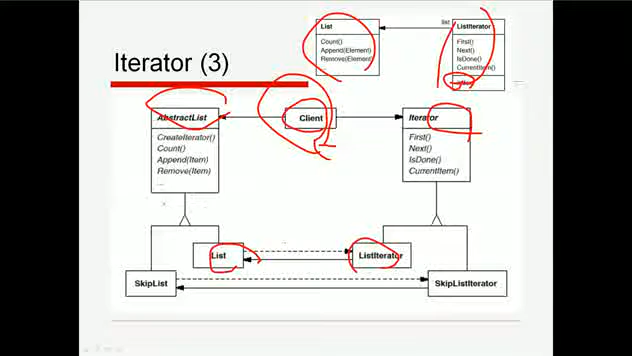 List
Count()
Append(Element)
Remove(Element)
...
list
ListIterator
First()
Next()
IsDone()
CurrentItem()
Iterator (3)
AbstractList
CreateIterator()
Count()
Append(Item)
Remove(Item)
...
Client
Iterator
First()
Next()
IsDone()
CurrentItem()
List
ListIterator
SkipList
SkipListIterator